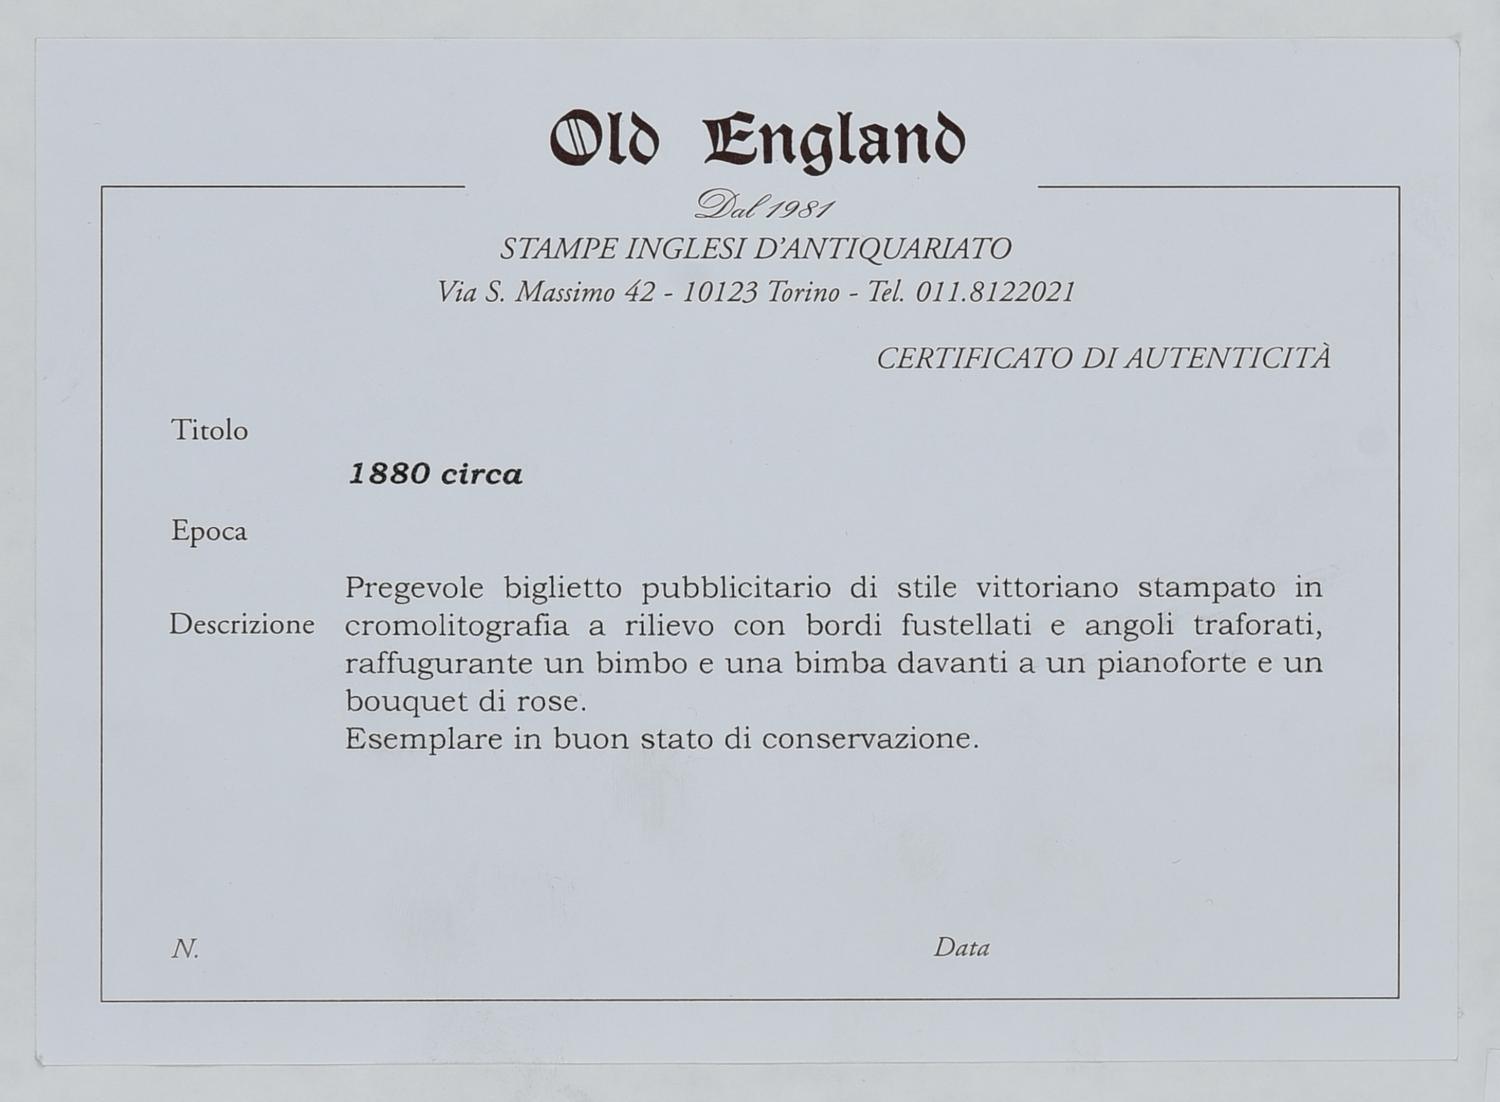 Old England
Dal 1981
STAMPE INGLESI D'ANTIQUARIATO
Via S. Massimo 42 - 10123 Torino - Tel. 011.8122021
CERTIFICATO DI AUTENTICITÀ
Titolo
1880 circa
Epoca
Descrizione
Pregevole biglietto pubblicitario di stile vittoriano stampato in
cromolitografia a rilievo con bordi fustellati e angoli traforati,
raffugurante un bimbo e una bimba davanti a un pianoforte e un
bouquet di rose.
Esemplare in buon stato di conservazione.
N.
Data